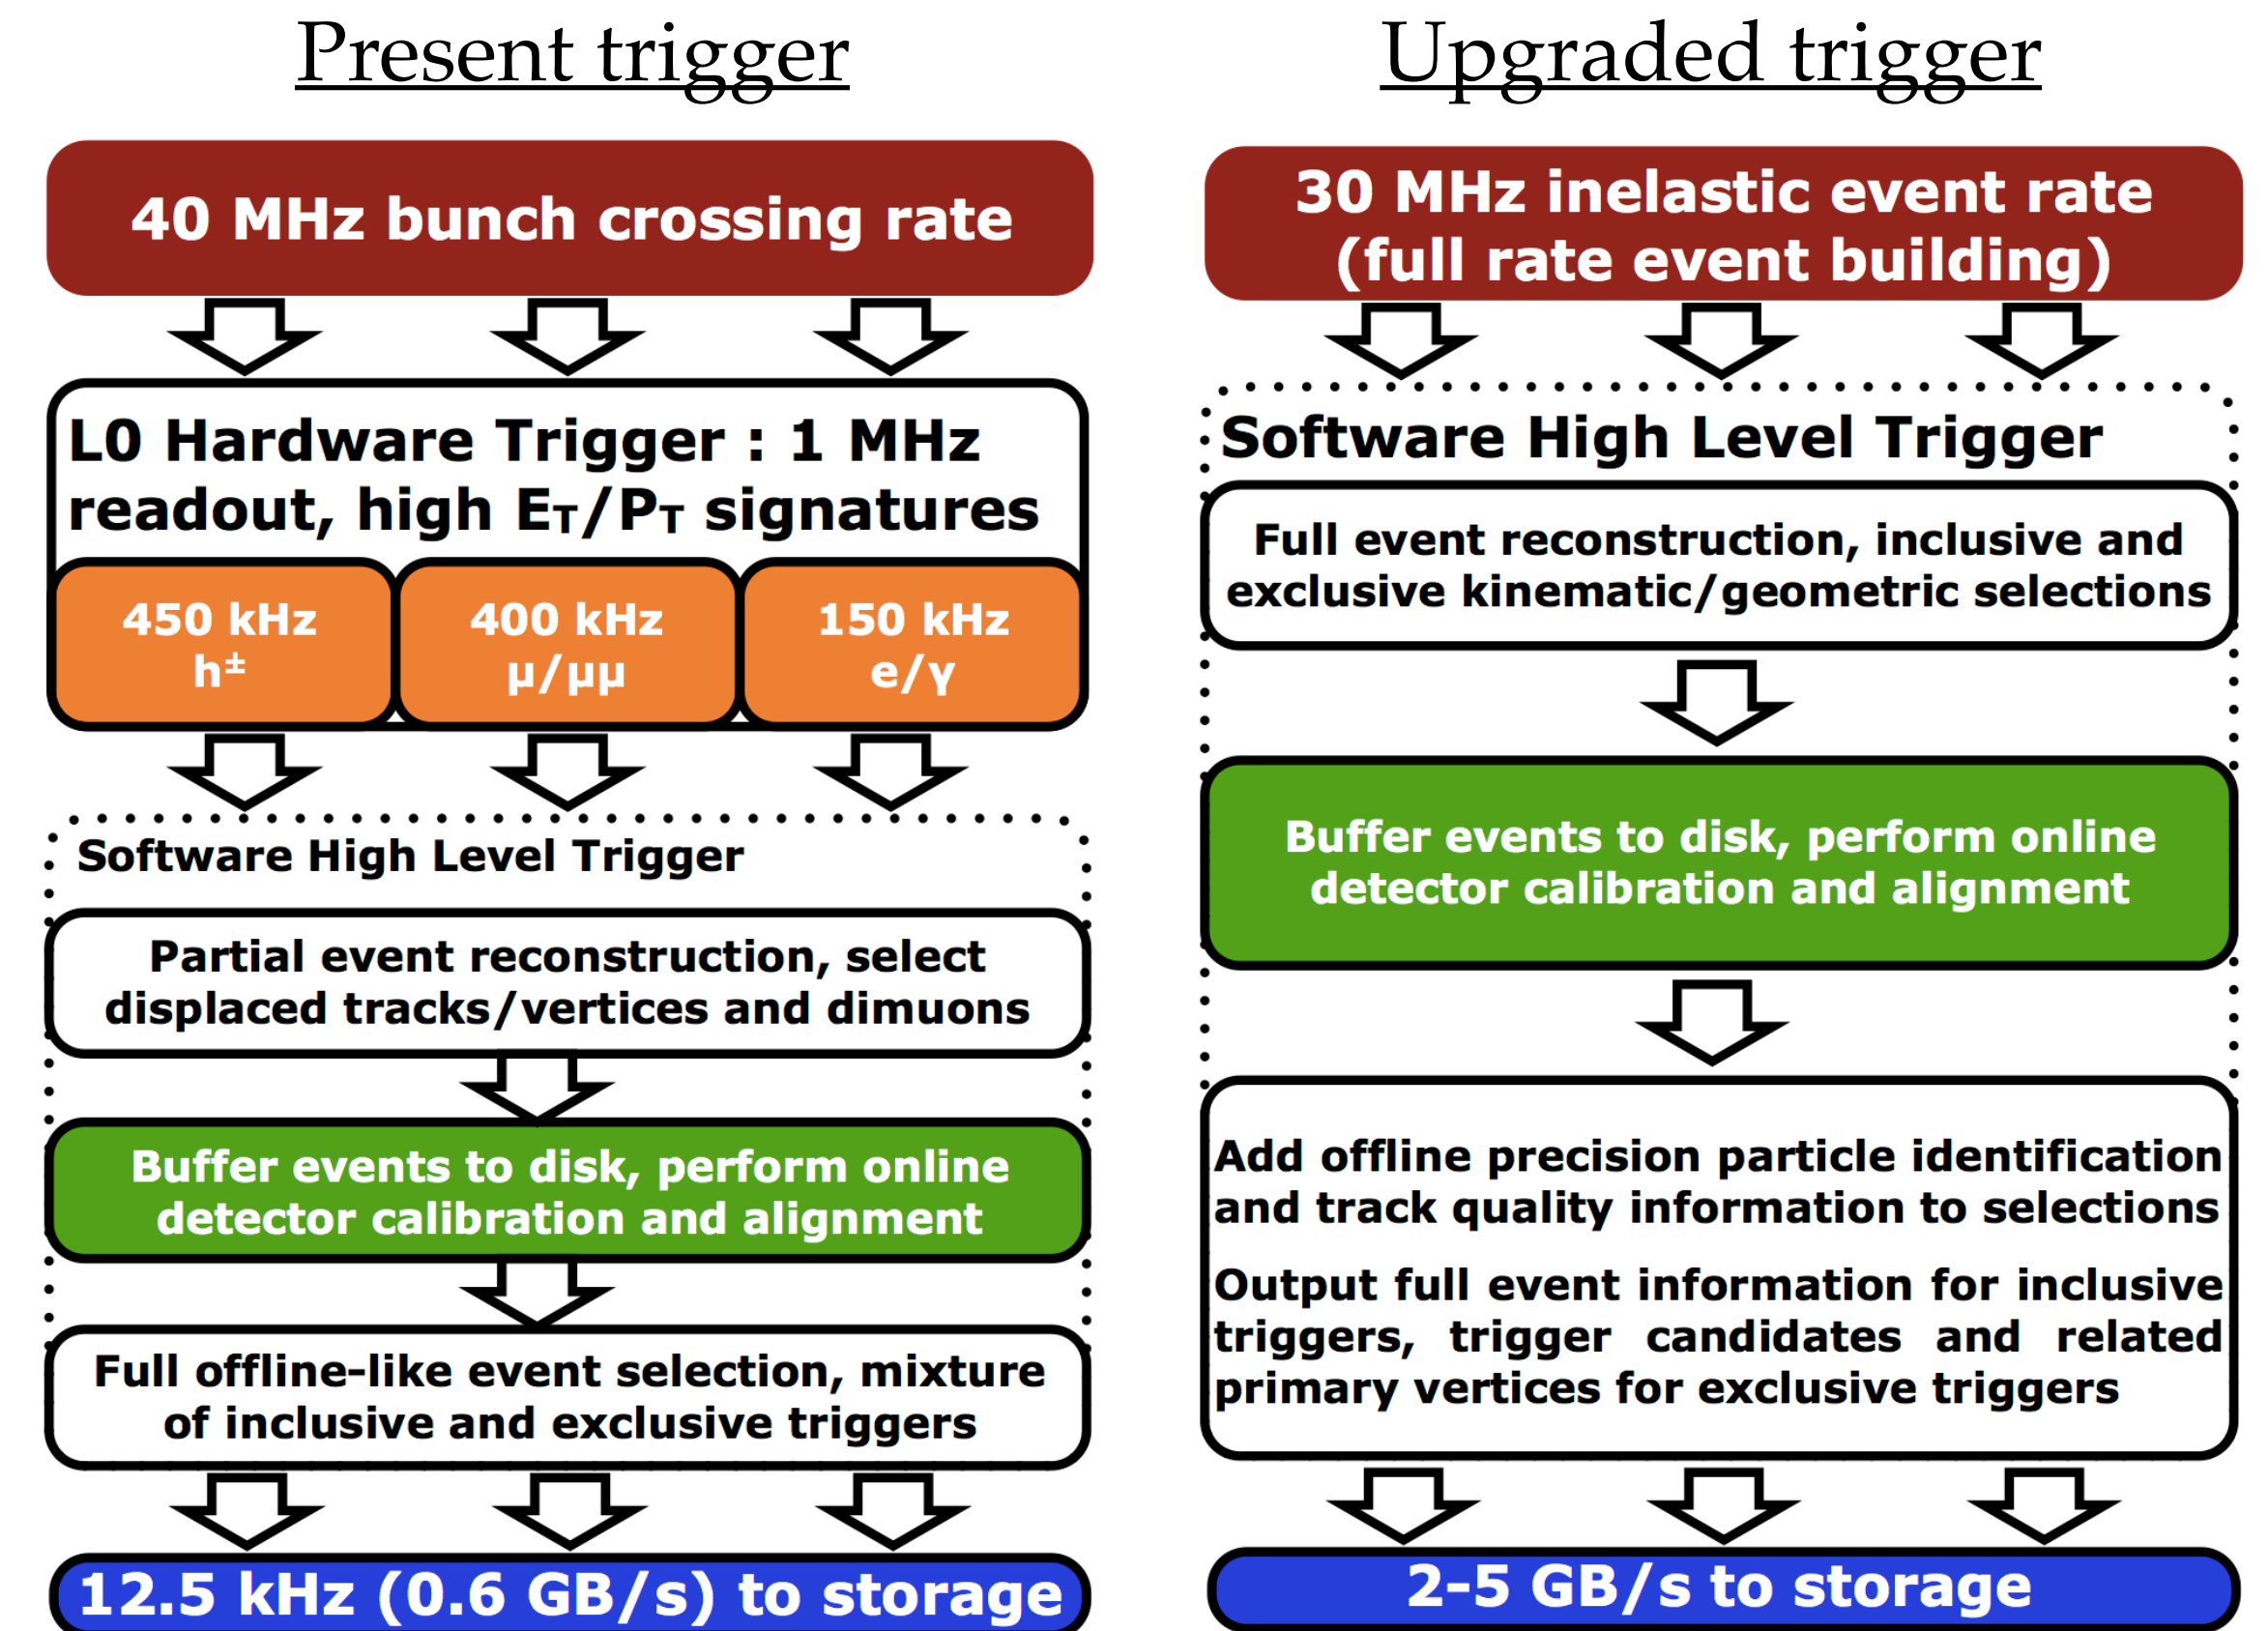 Present trigger
40 MHz bunch crossing rate
L0 Hardware Trigger : 1 MHz
readout, high ET/PT signatures
450 kHz
h±
400 kHz
μ/μμ
150 kHz
e/γ
Software High Level Trigger
Partial event reconstruction, select
displaced tracks/vertices and dimuons
Buffer events to disk, perform online
detector calibration and alignment
Full offline-like event selection, mixture
of inclusive and exclusive triggers
12.5 kHz (0.6 GB/s) to storage
Upgraded trigger
30 MHz inelastic event rate
(full rate event building)
Software High Level Trigger
Full event reconstruction, inclusive and
exclusive kinematic/geometric selections
Buffer events to disk, perform online
detector calibration and alignment
Add offline precision particle identification
and track quality information to selections
Output full event information for inclusive
triggers, trigger candidates and related
primary vertices for exclusive triggers
2-5 GB/s to storage